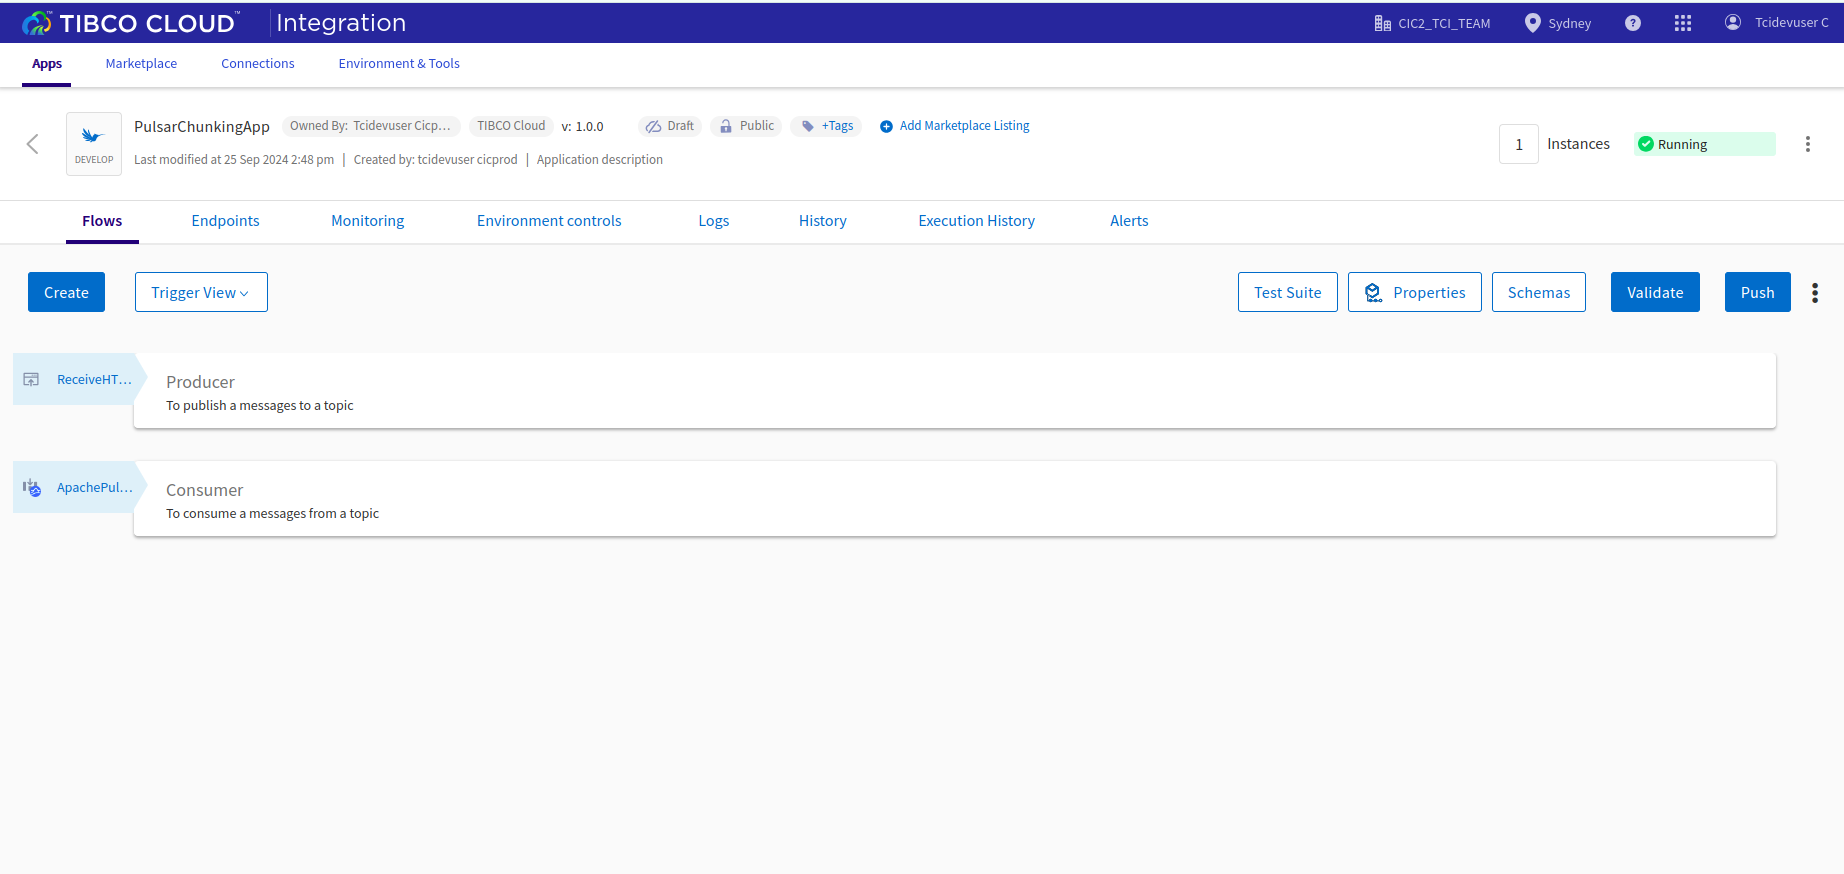 TIBCO CLOUD™ Integration CIC2_TCI_TEAM Sydney ? Tcidevuser C
Apps Marketplace Connections Environment & Tools
DEVELOP
PulsarChunkingApp Owned By: Tcidevuser Cicp... TIBCO Cloud v: 1.0.0 Draft Public +Tags Add Marketplace Listing
Last modified at 25 Sep 2024 2:48 pm | Created by: tcidevuser cicprod | Application description
1 Instances Running
Flows Endpoints Monitoring Environment controls Logs History Execution History Alerts
Create Trigger View Test Suite Properties Schemas Validate Push
ReceiveHT... Producer
To publish a messages to a topic
ApachePul... Consumer
To consume a messages from a topic